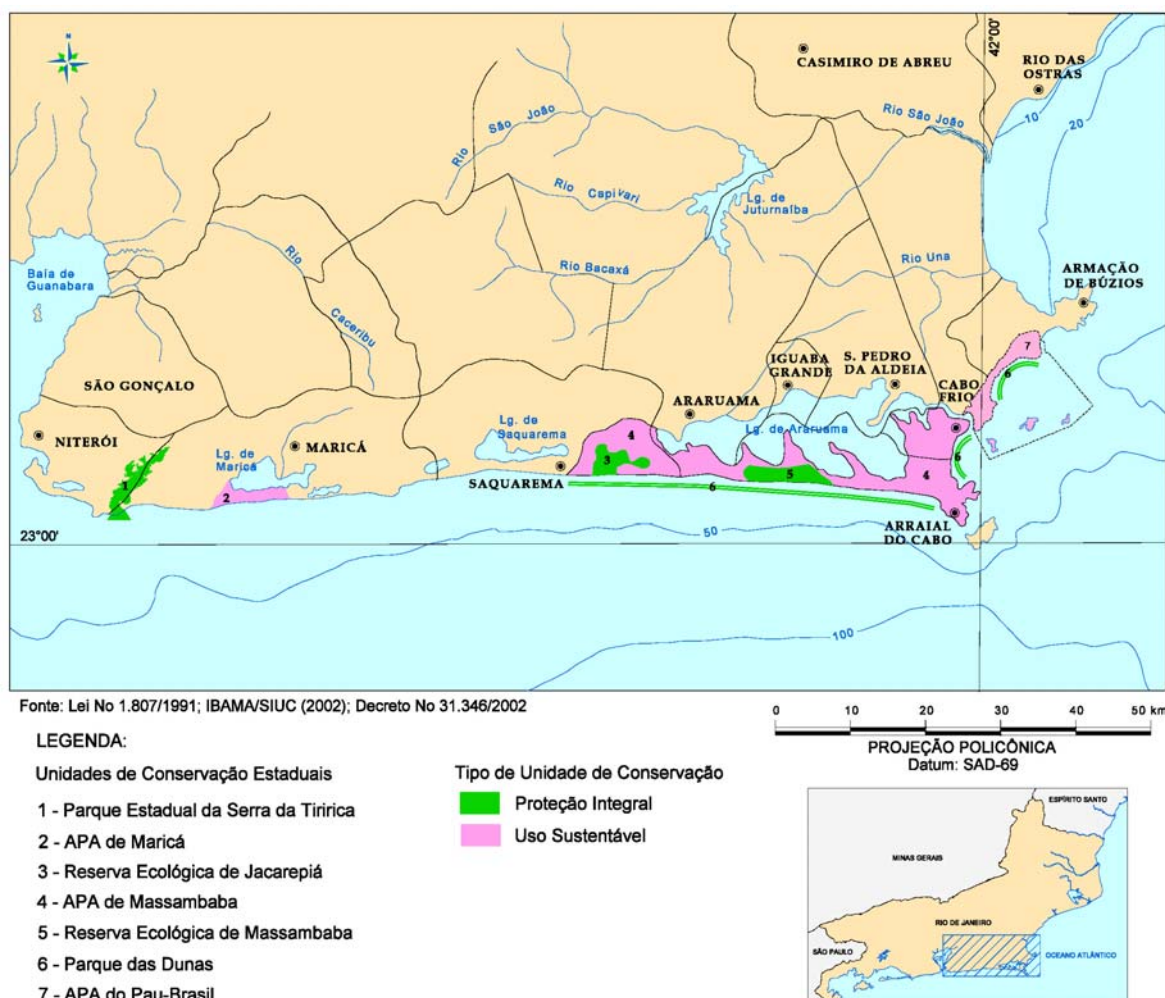 N
42°00'
CASIMIRO DE ABREU
RIO DAS
OSTRAS
10
20
Rio São João
Rio São João
Rio Capivari
Lg. de
Juturnaíba
Baía de
Guanabara
Rio
Caceribu
Rio Bacaxá
Rio Una
ARMAÇÃO
DE BÚZIOS
7
6
SÃO GONÇALO
IGUABA
GRANDE
S. PEDRO
DA ALDEIA
CABO
FRIO
ARARUAMA
NITERÓI
Lg. de
Maricá
MARICÁ
Lg. de
Saquarema
4
Lg. de Araruama
6
3
5
4
1
2
SAQUAREMA
6
ARRAIAL
DO CABO
23°00'
50
100
Fonte: Lei No 1.807/1991; IBAMA/SIUC (2002); Decreto No 31.346/2002
0 10 20 30 40 50 km
PROJEÇÃO POLICÔNICA
Datum: SAD-69
LEGENDA:
Unidades de Conservação Estaduais
1 - Parque Estadual da Serra da Tiririca
2 - APA de Maricá
3 - Reserva Ecológica de Jacarepiá
4 - APA de Massambaba
5 - Reserva Ecológica de Massambaba
6 - Parque das Dunas
7 - APA do Pau-Brasil
Tipo de Unidade de Conservação
Proteção Integral
Uso Sustentável
ESPÍRITO SANTO
MINAS GERAIS
RIO DE JANEIRO
SÃO PAULO
OCEANO ATLÂNTICO